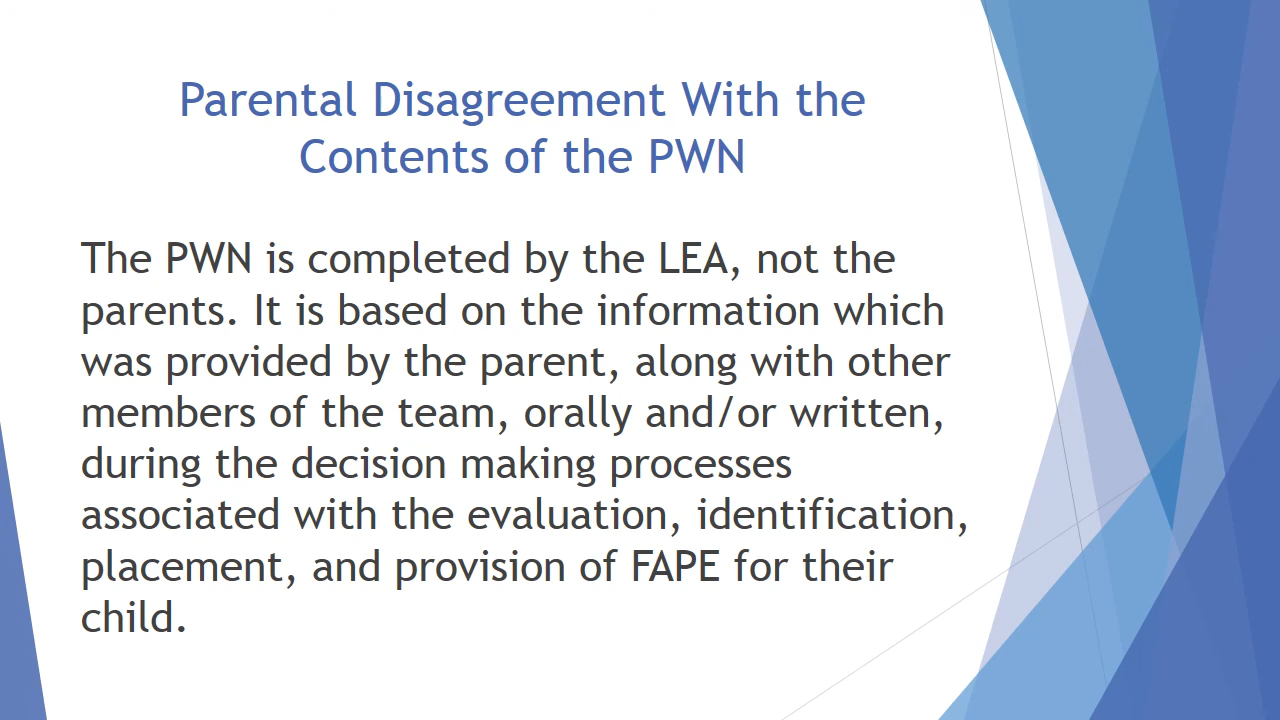 Parental Disagreement With the
Contents of the PWN
The PWN is completed by the LEA, not the
parents. It is based on the information which
was provided by the parent, along with other
members of the team, orally and/or written,
during the decision making processes
associated with the evaluation, identification,
placement, and provision of FAPE for their
child.